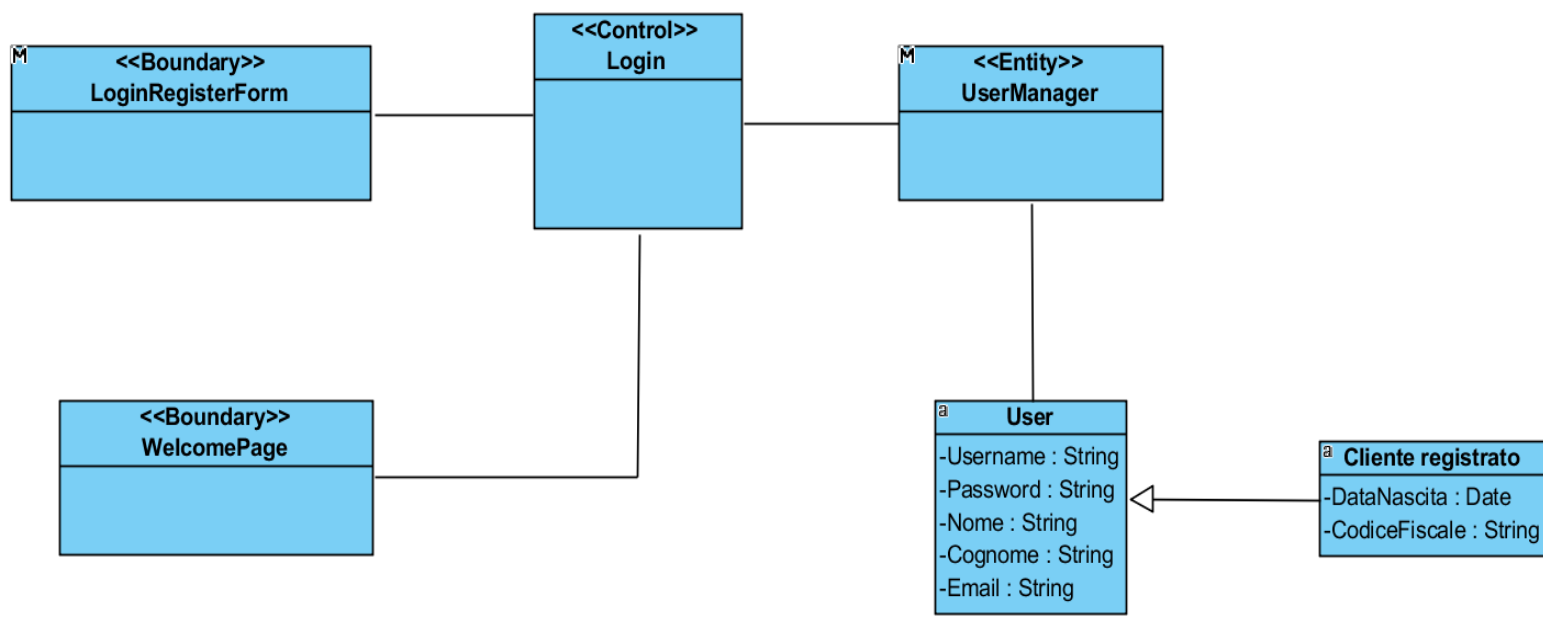 M
<<Boundary>>
LoginRegisterForm
<<Control>>
Login
M
<<Entity>>
UserManager
<<Boundary>>
WelcomePage
a
User
-Username : String
-Password : String
-Nome : String
-Cognome : String
-Email : String
a
Cliente registrato
-DataNascita : Date
-CodiceFiscale : String